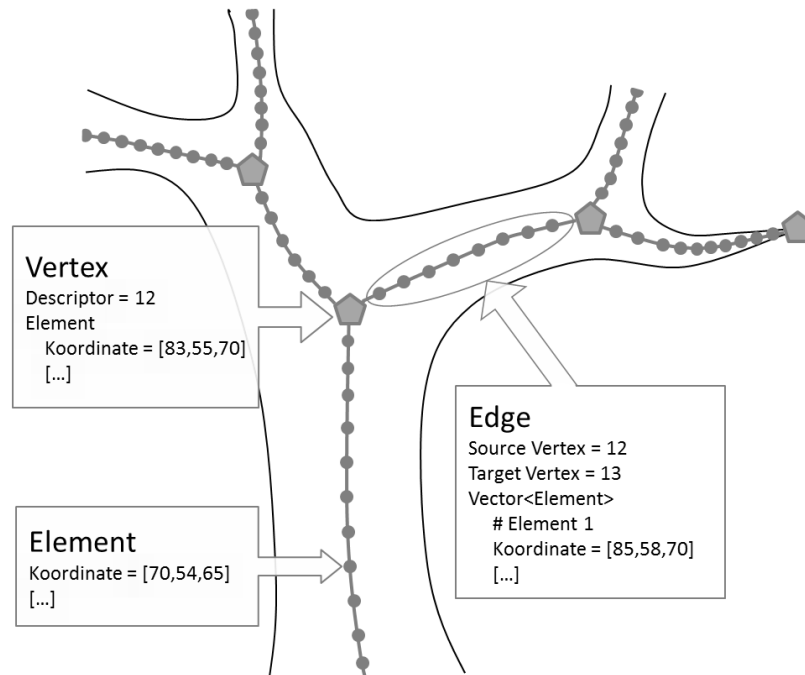 Vertex
Descriptor = 12
Element
Koordinate = [83,55,70]
[...]
Edge
Source Vertex = 12
Target Vertex = 13
Vector<Element>
# Element 1
Koordinate = [85,58,70]
[...]
Element
Koordinate = [70,54,65]
[...]